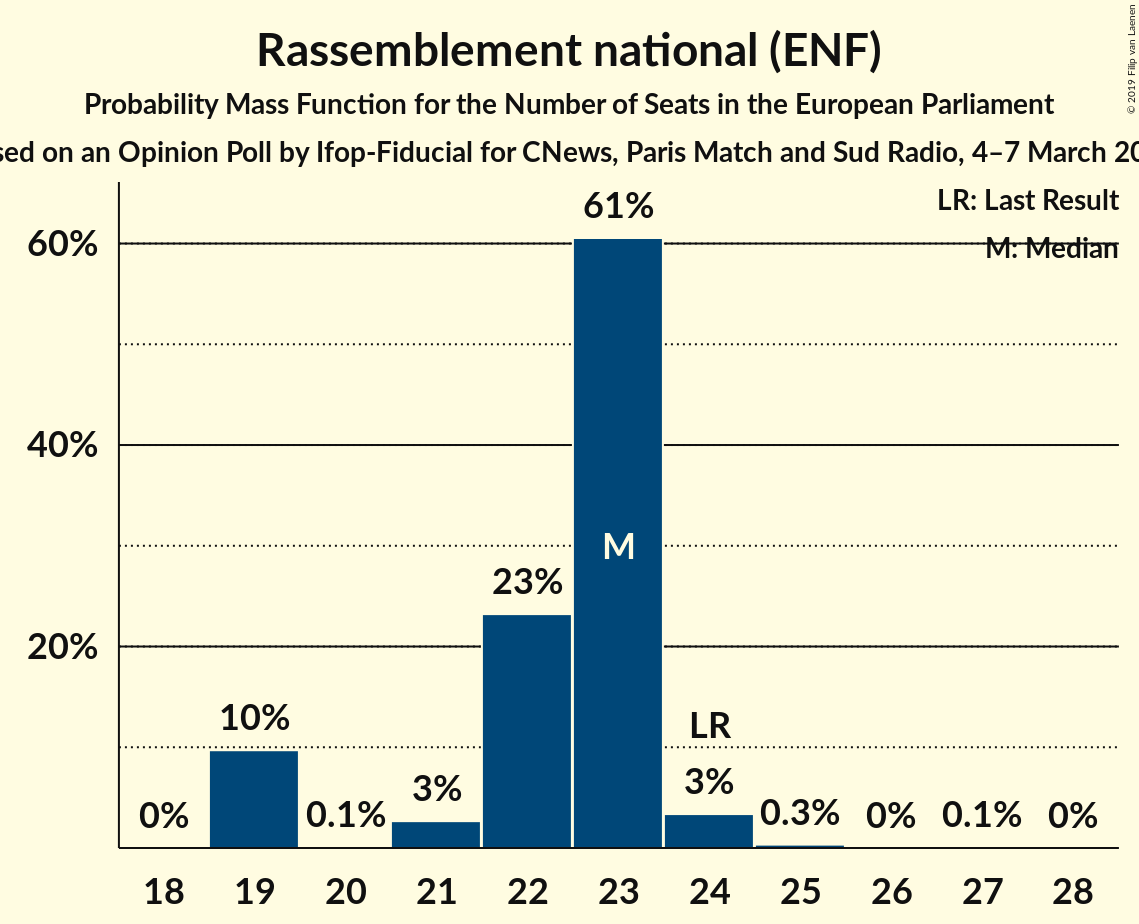 Rassemblement national (ENF)
Probability Mass Function for the Number of Seats in the European Parliament
sed on an Opinion Poll by Ifop-Fiducial for CNews, Paris Match and Sud Radio, 4–7 March 20
© 2019 Filip van Laenen
LR: Last Result
M: Median
61%
60%
40%
M
23%
20%
10%
LR
3%
3%
0%
0.1%
0.3%
0%
0.1%
0%
18 19 20 21 22 23 24 25 26 27 28